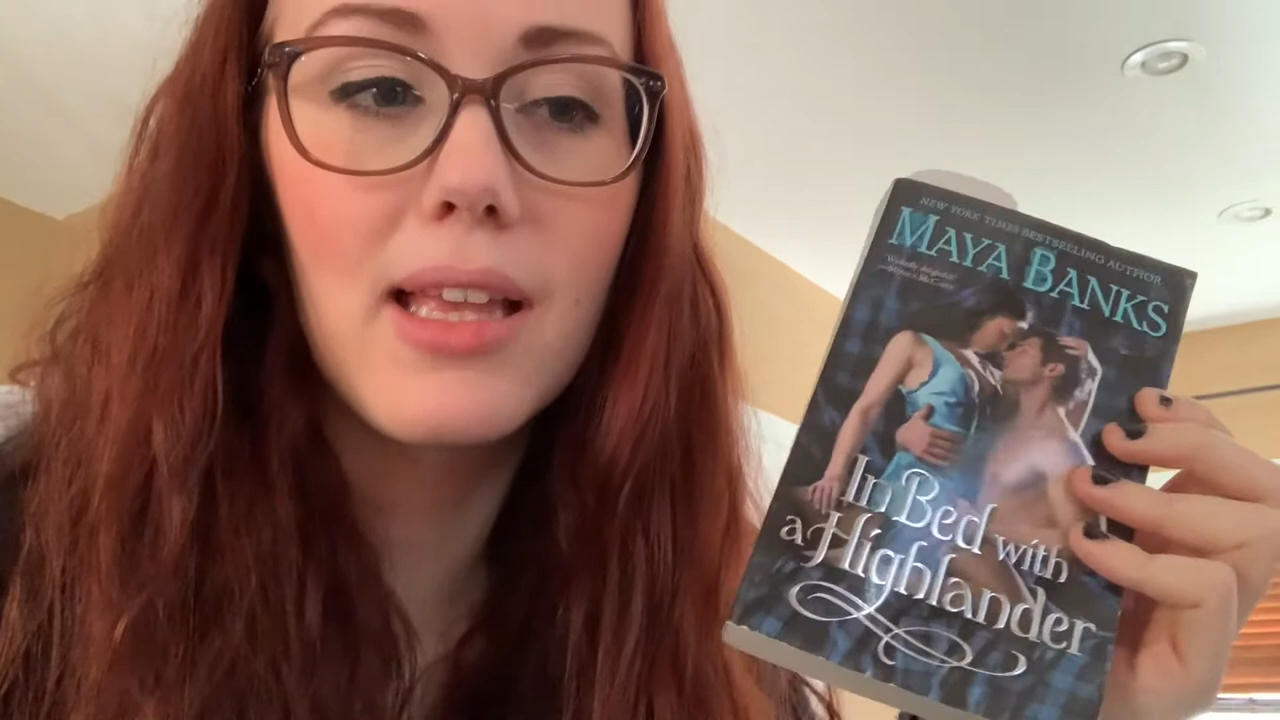 NEW YORK TIMES BESTSELLING AUTHOR
MAYA BANKS
In Bed with
a Highlander